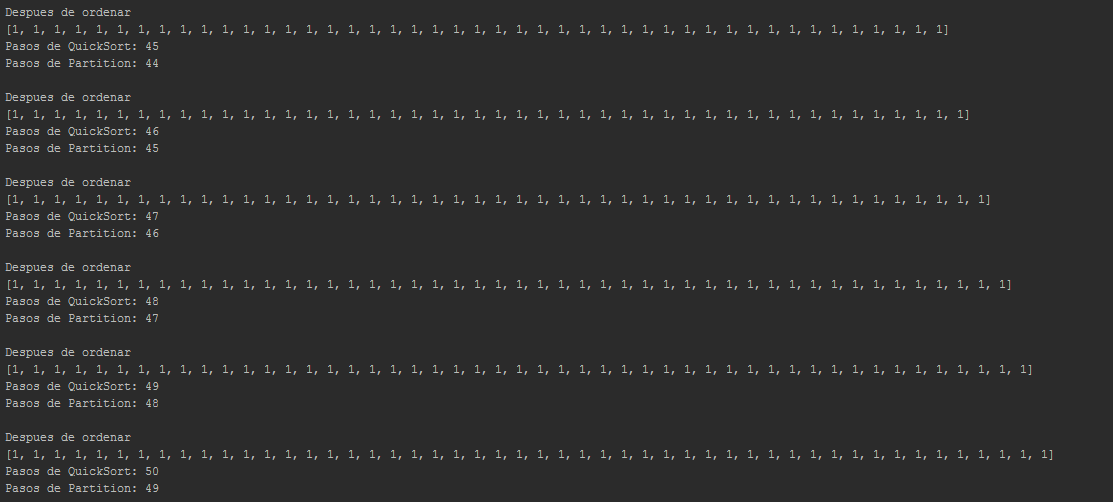 Despues de ordenar
[1, 1, 1, 1, 1, 1, 1, 1, 1, 1, 1, 1, 1, 1, 1, 1, 1, 1, 1, 1, 1, 1, 1, 1, 1, 1, 1, 1, 1, 1, 1, 1, 1, 1, 1, 1, 1, 1, 1, 1, 1, 1, 1, 1, 1]
Pasos de QuickSort: 45
Pasos de Partition: 44
Despues de ordenar
[1, 1, 1, 1, 1, 1, 1, 1, 1, 1, 1, 1, 1, 1, 1, 1, 1, 1, 1, 1, 1, 1, 1, 1, 1, 1, 1, 1, 1, 1, 1, 1, 1, 1, 1, 1, 1, 1, 1, 1, 1, 1, 1, 1, 1, 1]
Pasos de QuickSort: 46
Pasos de Partition: 45
Despues de ordenar
[1, 1, 1, 1, 1, 1, 1, 1, 1, 1, 1, 1, 1, 1, 1, 1, 1, 1, 1, 1, 1, 1, 1, 1, 1, 1, 1, 1, 1, 1, 1, 1, 1, 1, 1, 1, 1, 1, 1, 1, 1, 1, 1, 1, 1, 1, 1]
Pasos de QuickSort: 47
Pasos de Partition: 46
Despues de ordenar
[1, 1, 1, 1, 1, 1, 1, 1, 1, 1, 1, 1, 1, 1, 1, 1, 1, 1, 1, 1, 1, 1, 1, 1, 1, 1, 1, 1, 1, 1, 1, 1, 1, 1, 1, 1, 1, 1, 1, 1, 1, 1, 1, 1, 1, 1, 1, 1]
Pasos de QuickSort: 48
Pasos de Partition: 47
Despues de ordenar
[1, 1, 1, 1, 1, 1, 1, 1, 1, 1, 1, 1, 1, 1, 1, 1, 1, 1, 1, 1, 1, 1, 1, 1, 1, 1, 1, 1, 1, 1, 1, 1, 1, 1, 1, 1, 1, 1, 1, 1, 1, 1, 1, 1, 1, 1, 1, 1, 1]
Pasos de QuickSort: 49
Pasos de Partition: 48
Despues de ordenar
[1, 1, 1, 1, 1, 1, 1, 1, 1, 1, 1, 1, 1, 1, 1, 1, 1, 1, 1, 1, 1, 1, 1, 1, 1, 1, 1, 1, 1, 1, 1, 1, 1, 1, 1, 1, 1, 1, 1, 1, 1, 1, 1, 1, 1, 1, 1, 1, 1, 1]
Pasos de QuickSort: 50
Pasos de Partition: 49